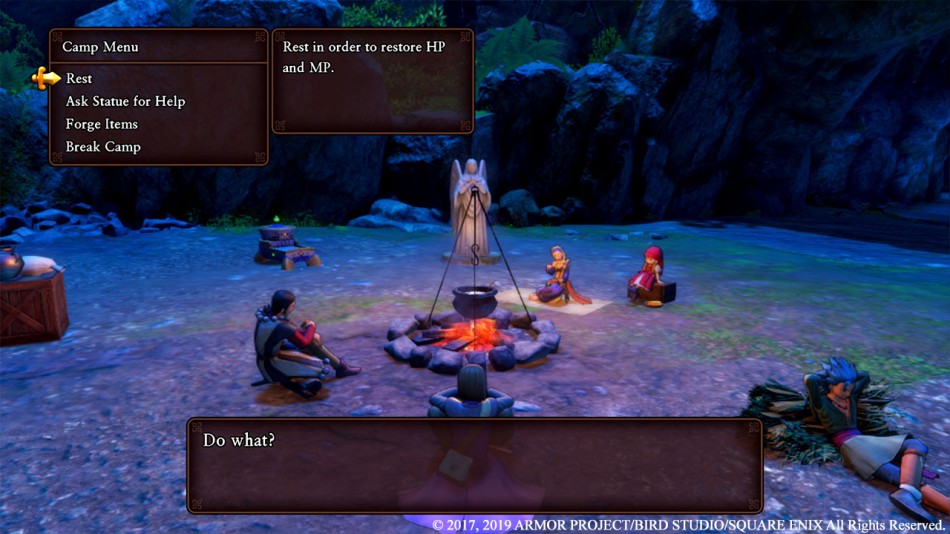 Camp Menu
Rest
Ask Statue for Help
Forge Items
Break Camp
Rest in order to restore HP
and MP.
Do what?
© 2017, 2019 ARMOR PROJECT/BIRD STUDIO/SQUARE ENIX All Rights Reserved.